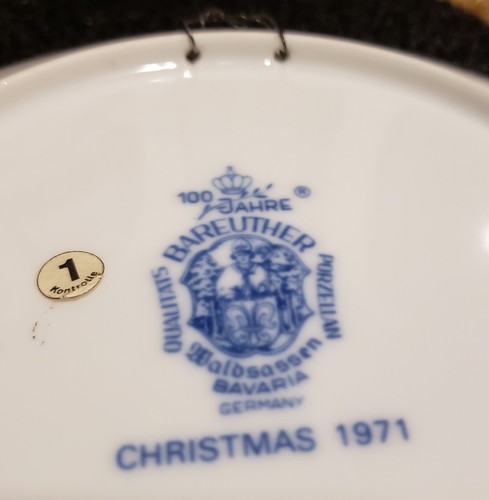 100 JAHRE ®
BAREUTHER
QUALITÄTS
PORZELLAN
Waldsassen
BAVARIA
GERMANY
CHRISTMAS 1971
1
Kontrolle